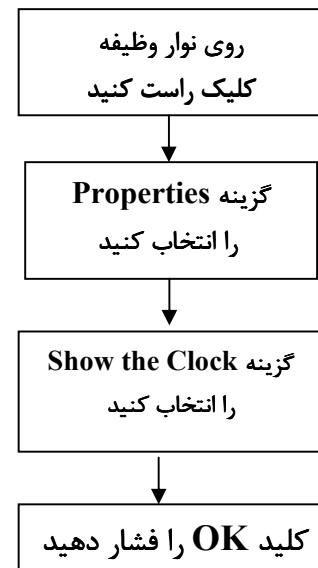 روی نوار وظیفه
کلیک راست کنید
گزینه Properties
را انتخاب کنید
گزینه Show the Clock
را انتخاب کنید
کلید OK را فشار دهید